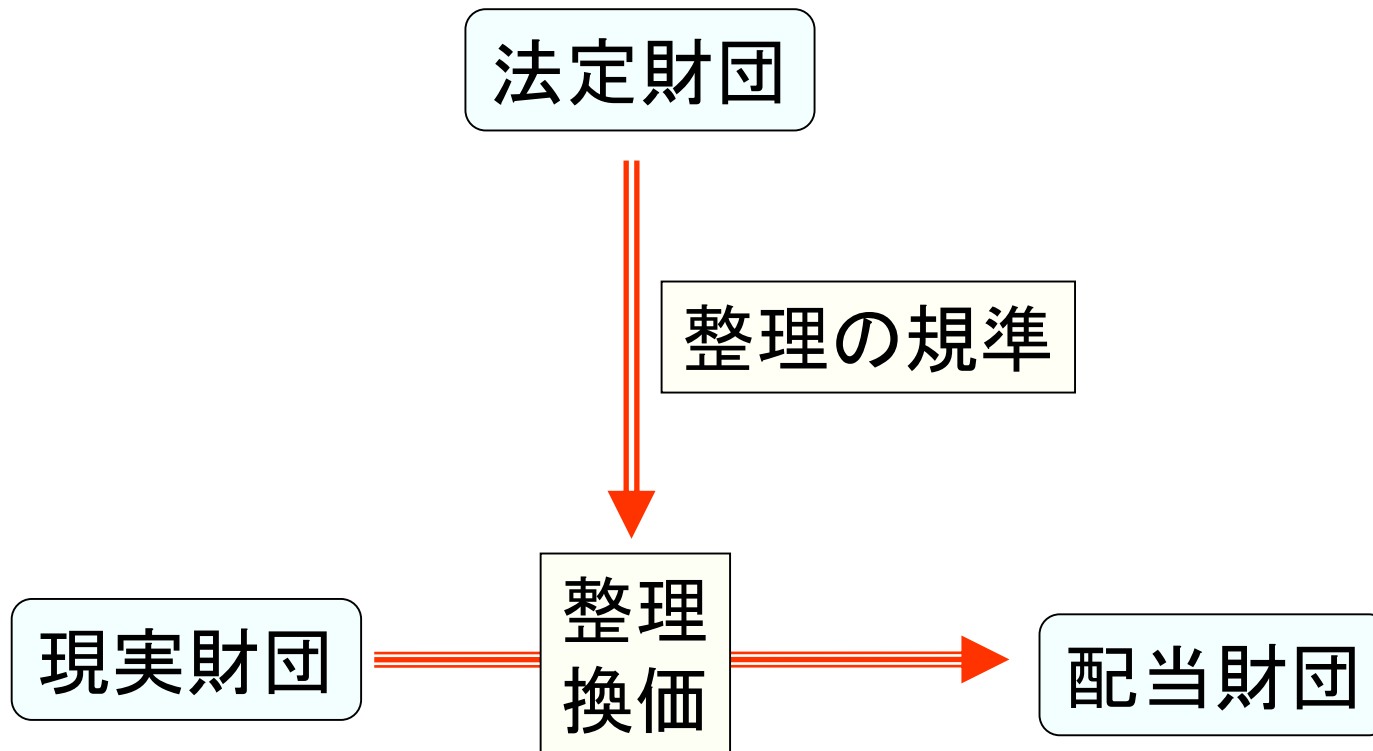 法定財団
整理の規準
整理
換価
現実財団
配当財団